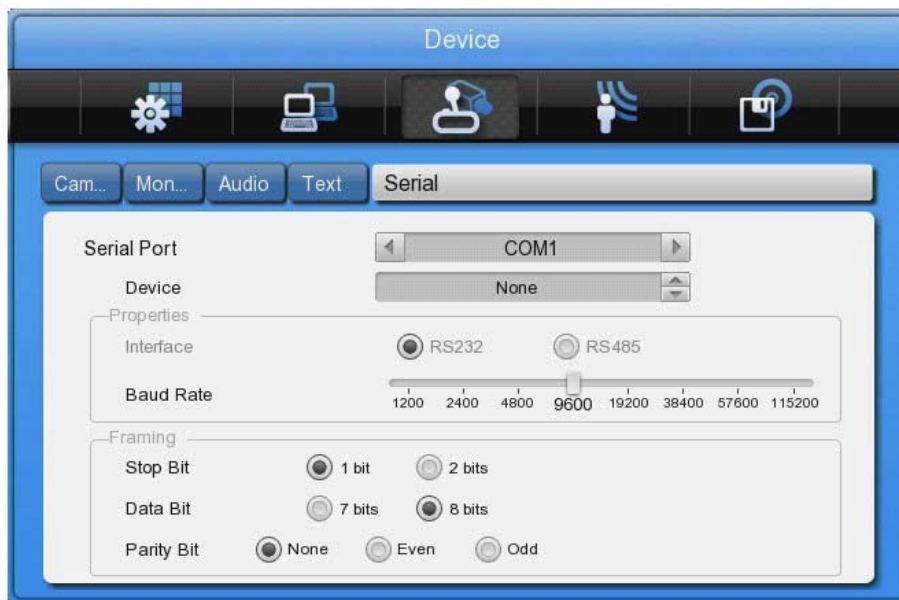 Device
Cam... Mon... Audio Text Serial
Serial Port COM1
Device None
Properties
Interface RS232 RS485
Baud Rate
1200 2400 4800 9600 19200 38400 57600 115200
Framing
Stop Bit 1 bit 2 bits
Data Bit 7 bits 8 bits
Parity Bit None Even Odd